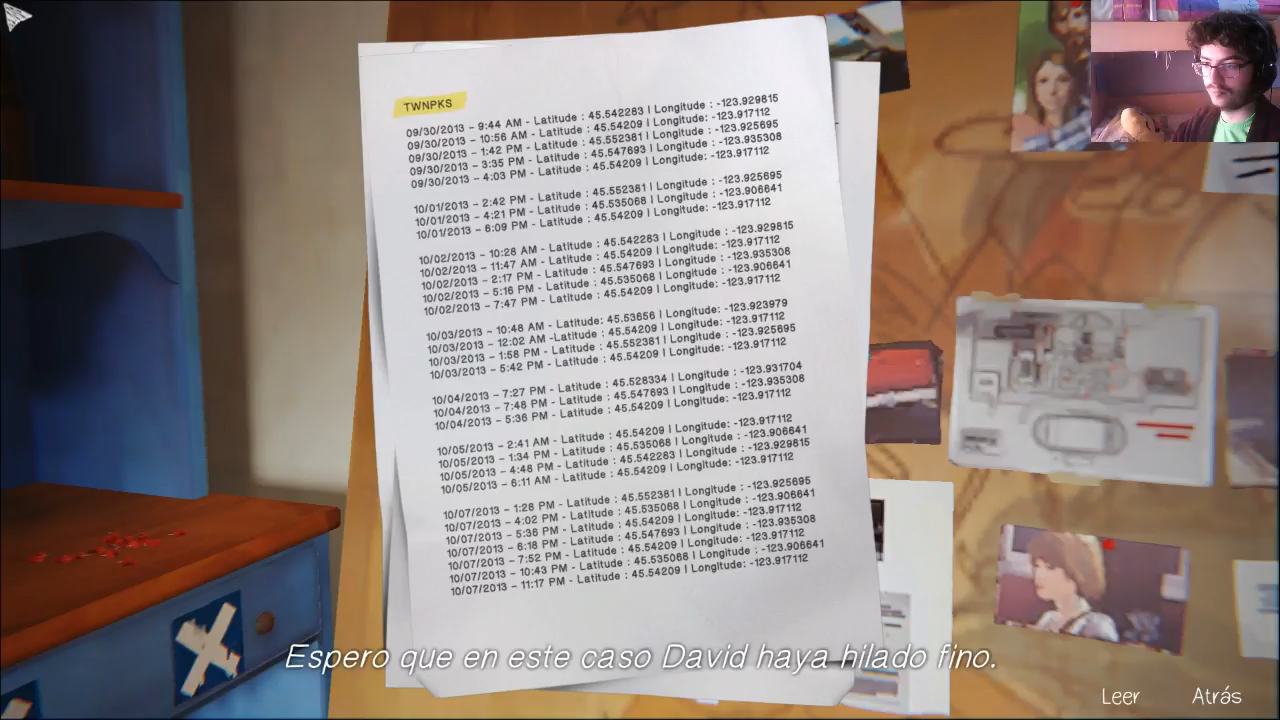 TWNPKS
09/30/2013 - 9:44 AM - Latitude : 45.542283 | Longitude : -123.929815
09/30/2013 - 10:56 AM - Latitude : 45.54209 | Longitude: -123.917112
09/30/2013 - 1:42 PM - Latitude : 45.552381 | Longitude : -123.925695
09/30/2013 - 3:35 PM - Latitude : 45.547693 | Longitude : -123.935308
09/30/2013 - 4:03 PM - Latitude : 45.54209 | Longitude: -123.917112
10/01/2013 - 2:42 PM - Latitude : 45.552381 | Longitude : -123.925695
10/01/2013 - 4:21 PM - Latitude : 45.535068 | Longitude : -123.906641
10/01/2013 - 6:09 PM - Latitude : 45.54209 | Longitude: -123.917112
10/02/2013 - 10:28 AM - Latitude : 45.542283 | Longitude : -123.929815
10/02/2013 - 11:47 AM - Latitude : 45.54209 | Longitude: -123.917112
10/02/2013 - 2:17 PM - Latitude : 45.547693 | Longitude : -123.935308
10/02/2013 - 5:16 PM - Latitude : 45.535068 | Longitude : -123.906641
10/02/2013 - 7:47 PM - Latitude : 45.54209 | Longitude: -123.917112
10/03/2013 - 10:48 AM - Latitude: 45.53656 | Longitude: -123.923979
10/03/2013 - 12:02 AM - Latitude : 45.54209 | Longitude: -123.917112
10/03/2013 - 1:58 PM - Latitude : 45.552381 | Longitude : -123.925695
10/03/2013 - 5:42 PM - Latitude : 45.54209 | Longitude: -123.917112
10/04/2013 - 7:27 PM - Latitude : 45.528334 | Longitude : -123.931704
10/04/2013 - 7:48 PM - Latitude : 45.547693 | Longitude : -123.935308
10/04/2013 - 5:36 PM - Latitude : 45.54209 | Longitude: -123.917112
10/05/2013 - 2:41 AM - Latitude : 45.54209 | Longitude: -123.917112
10/05/2013 - 1:34 PM - Latitude : 45.535068 | Longitude : -123.906641
10/05/2013 - 4:48 PM - Latitude : 45.542283 | Longitude : -123.929815
10/05/2013 - 6:11 AM - Latitude : 45.54209 | Longitude: -123.917112
10/07/2013 - 1:28 PM - Latitude : 45.552381 | Longitude : -123.925695
10/07/2013 - 4:02 PM - Latitude : 45.535068 | Longitude : -123.906641
10/07/2013 - 5:36 PM - Latitude : 45.54209 | Longitude: -123.917112
10/07/2013 - 6:18 PM - Latitude : 45.547693 | Longitude : -123.935308
10/07/2013 - 7:52 PM - Latitude : 45.54209 | Longitude: -123.917112
10/07/2013 - 10:43 PM - Latitude : 45.535068 | Longitude : -123.906641
10/07/2013 - 11:17 PM - Latitude : 45.54209 | Longitude: -123.917112
Espero que en este caso David haya hilado fino.
Leer Atrás